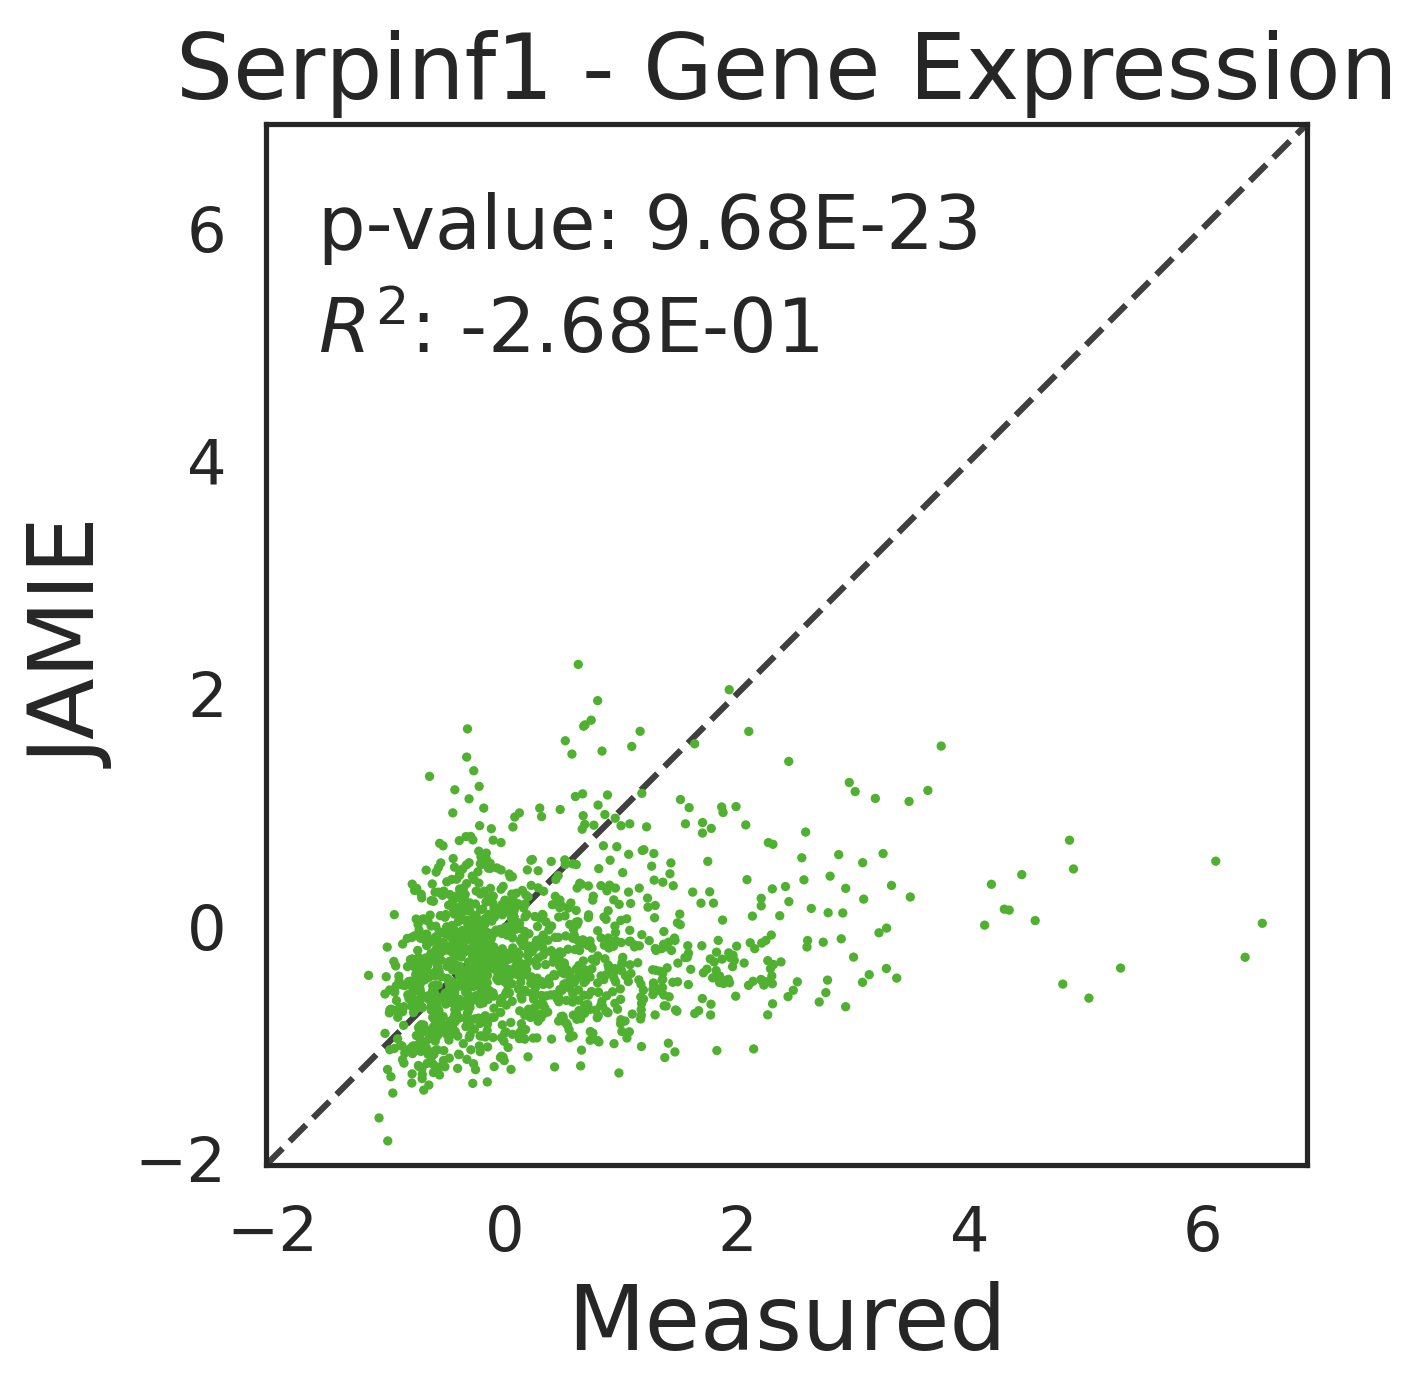 Serpinf1 - Gene Expression
p-value: 9.68E-23
R²: -2.68E-01
6
4
2
0
−2
JAMIE
−2 0 2 4 6
Measured